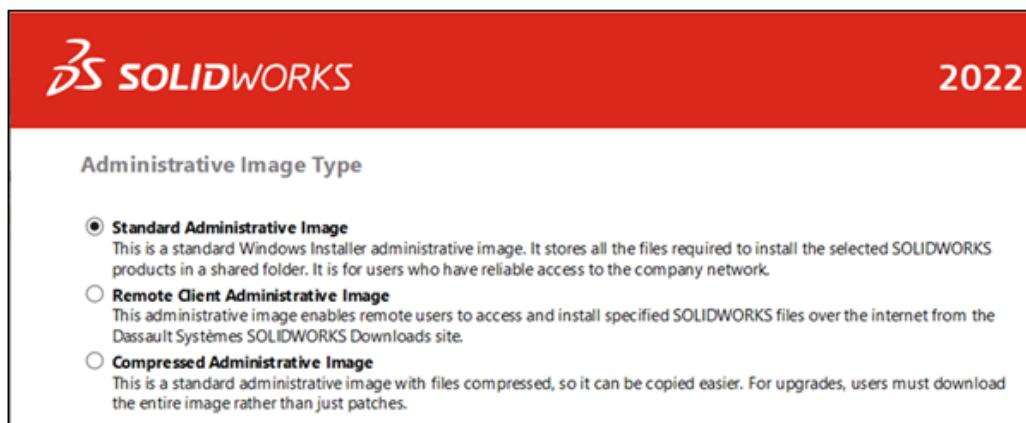 3S SOLIDWORKS 2022
Administrative Image Type
Standard Administrative Image
This is a standard Windows Installer administrative image. It stores all the files required to install the selected SOLIDWORKS
products in a shared folder. It is for users who have reliable access to the company network.
Remote Client Administrative Image
This administrative image enables remote users to access and install specified SOLIDWORKS files over the internet from the
Dassault Systèmes SOLIDWORKS Downloads site.
Compressed Administrative Image
This is a standard administrative image with files compressed, so it can be copied easier. For upgrades, users must download
the entire image rather than just patches.